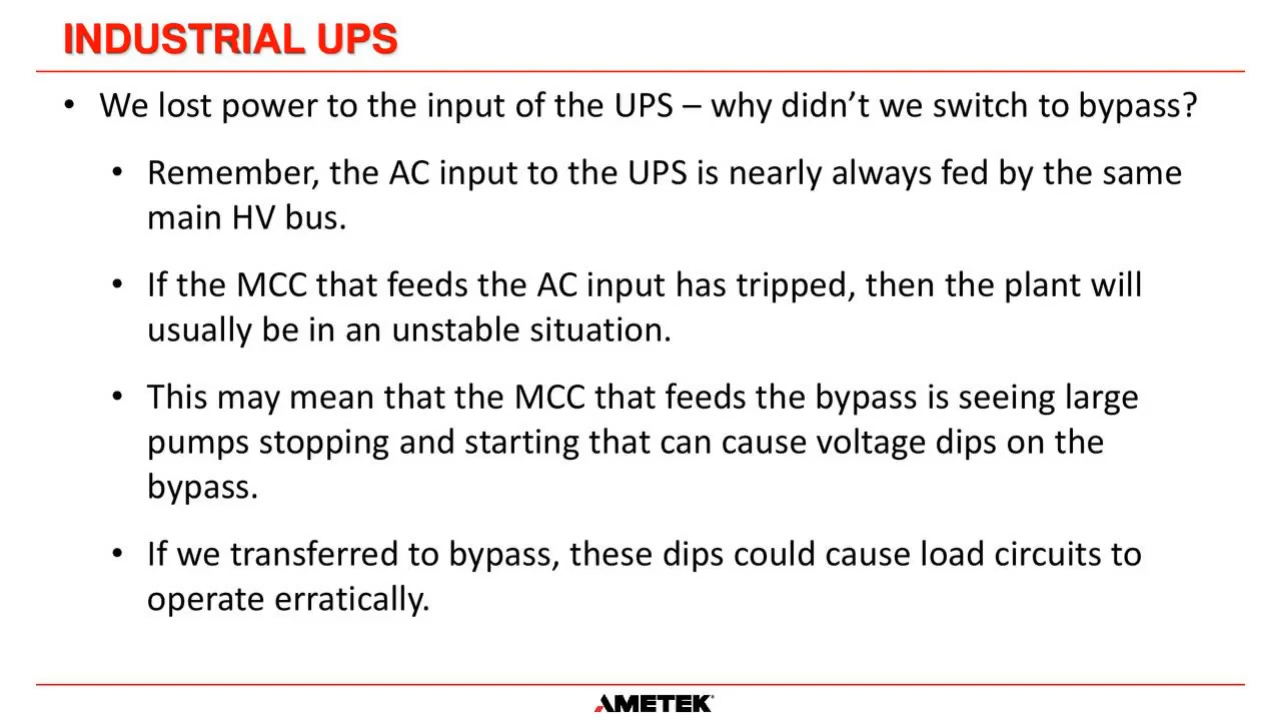 INDUSTRIAL UPS
• We lost power to the input of the UPS – why didn’t we switch to bypass?
• Remember, the AC input to the UPS is nearly always fed by the same
main HV bus.
• If the MCC that feeds the AC input has tripped, then the plant will
usually be in an unstable situation.
• This may mean that the MCC that feeds the bypass is seeing large
pumps stopping and starting that can cause voltage dips on the
bypass.
• If we transferred to bypass, these dips could cause load circuits to
operate erratically.
AMETEK